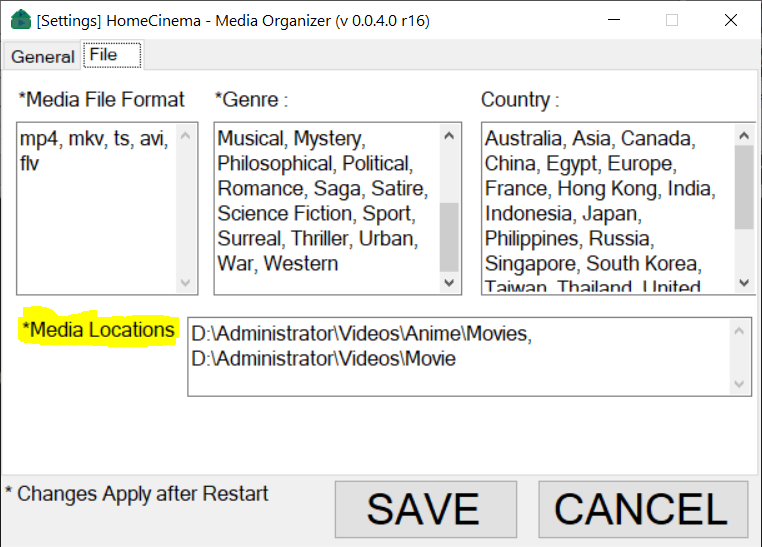 [Settings] HomeCinema - Media Organizer (v 0.0.4.0 r16)
General File
*Media File Format
mp4, mkv, ts, avi,
flv
*Genre :
Musical, Mystery,
Philosophical, Political,
Romance, Saga, Satire,
Science Fiction, Sport,
Surreal, Thriller, Urban,
War, Western
Country :
Australia, Asia, Canada,
China, Egypt, Europe,
France, Hong Kong, India,
Indonesia, Japan,
Philippines, Russia,
Singapore, South Korea,
Taiwan, Thailand, United
*Media Locations
D:\Administrator\Videos\Anime\Movies,
D:\Administrator\Videos\Movie
* Changes Apply after Restart
SAVE
CANCEL